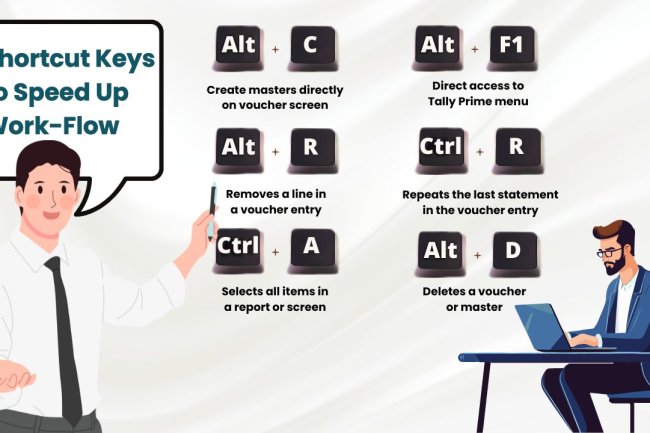 Shortcut Keys
o Speed Up
Work-Flow
Alt + C
Create masters directly
on voucher screen
Alt + F1
Direct access to
Tally Prime menu
Alt + R
Removes a line in
a voucher entry
Ctrl + R
Repeats the last statement
in the voucher entry
Ctrl + A
Selects all items in
a report or screen
Alt + D
Deletes a voucher
or master